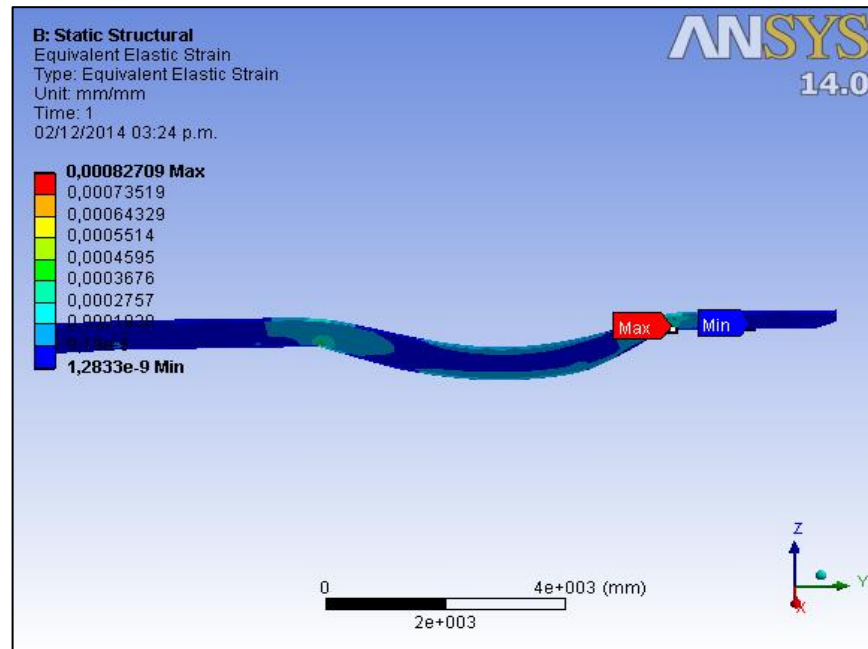 B: Static Structural
Equivalent Elastic Strain
Type: Equivalent Elastic Strain
Unit: mm/mm
Time: 1
02/12/2014 03:24 p.m.
ANSYS
14.0
0,00082709 Max
0,00073519
0,00064329
0,0005514
0,0004595
0,0003676
0,0002757
1,2833e-9 Min
Max
Min
0
4e+003 (mm)
2e+003
Z
Y
X